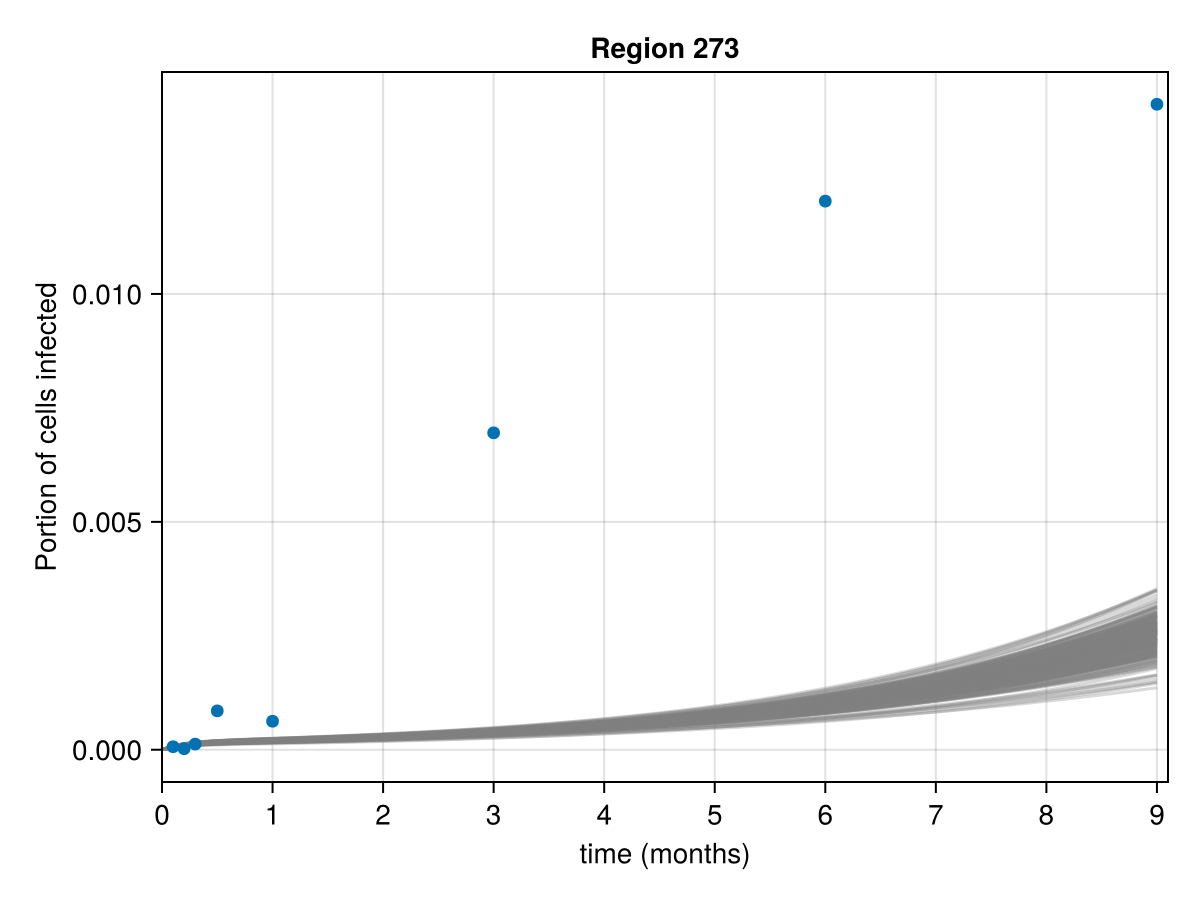 Region 273
Portion of cells infected
0.010
0.005
0.000
0 1 2 3 4 5 6 7 8 9
time (months)